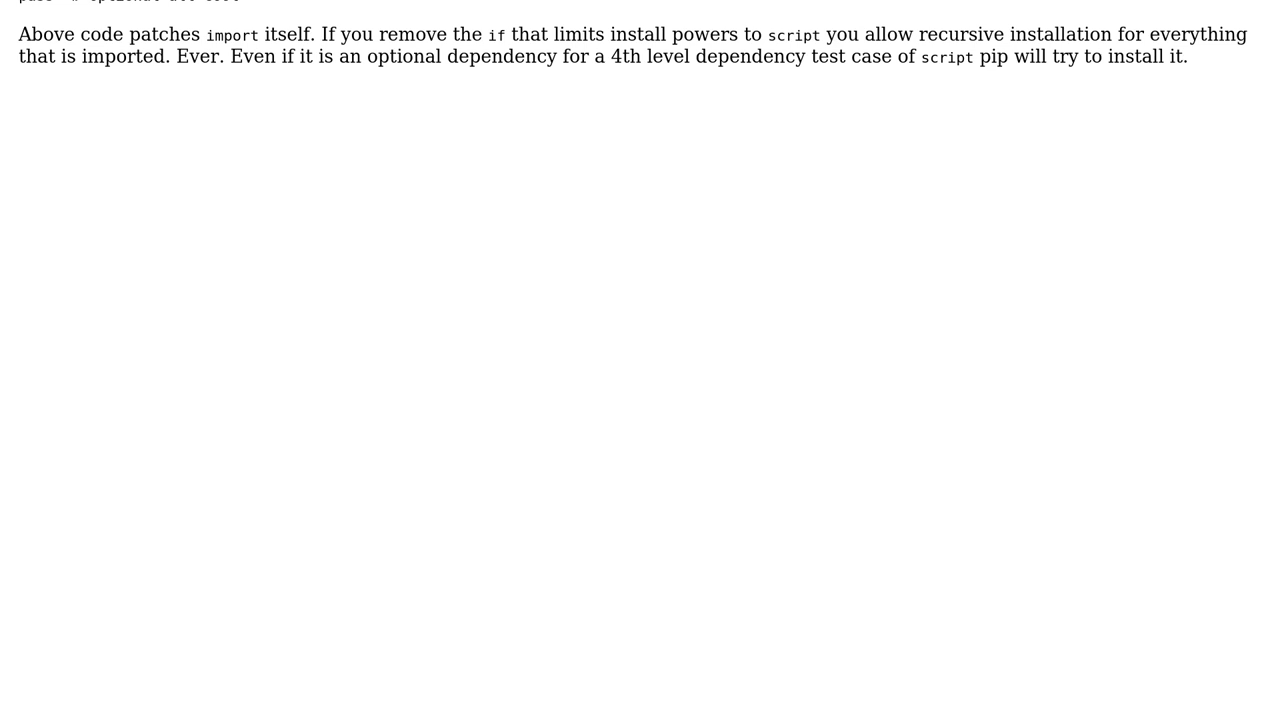 Above code patches import itself. If you remove the if that limits install powers to script you allow recursive installation for everything
that is imported. Ever. Even if it is an optional dependency for a 4th level dependency test case of script pip will try to install it.